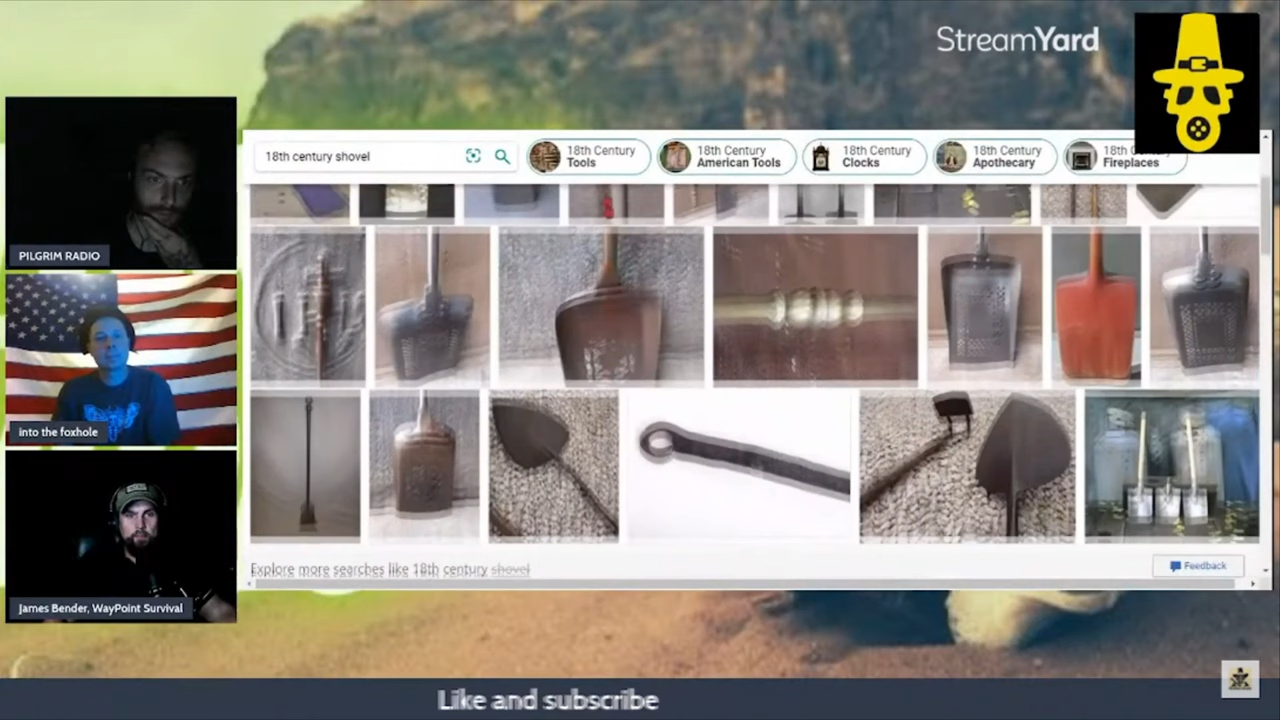 StreamYard
18th century shovel
18th Century
Tools
18th Century
American Tools
18th Century
Clocks
18th Century
Apothecary
18th
Fireplaces
PILGRIM RADIO
into the foxhole
James Bender, WayPoint Survival
Explore more searches like 18th century shovel
Feedback
Like and subscribe